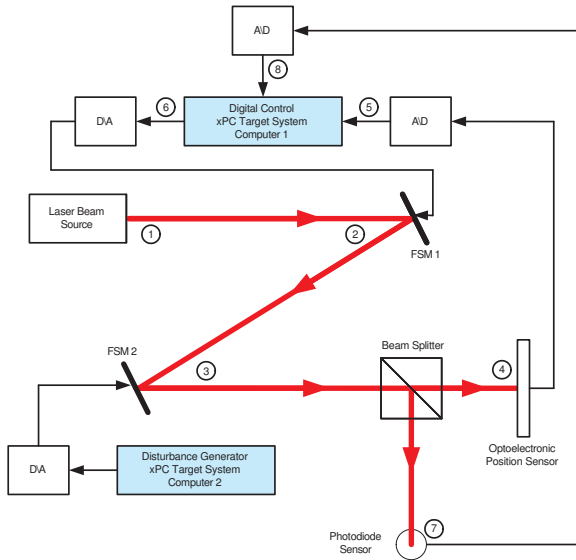 A\D
8
6
Digital Control
xPC Target System
Computer 1
5
D\A
A\D
Laser Beam
Source
1
2
FSM 1
FSM 2
3
Beam Splitter
4
Optoelectronic
Position Sensor
D\A
Disturbance Generator
xPC Target System
Computer 2
7
Photodiode
Sensor